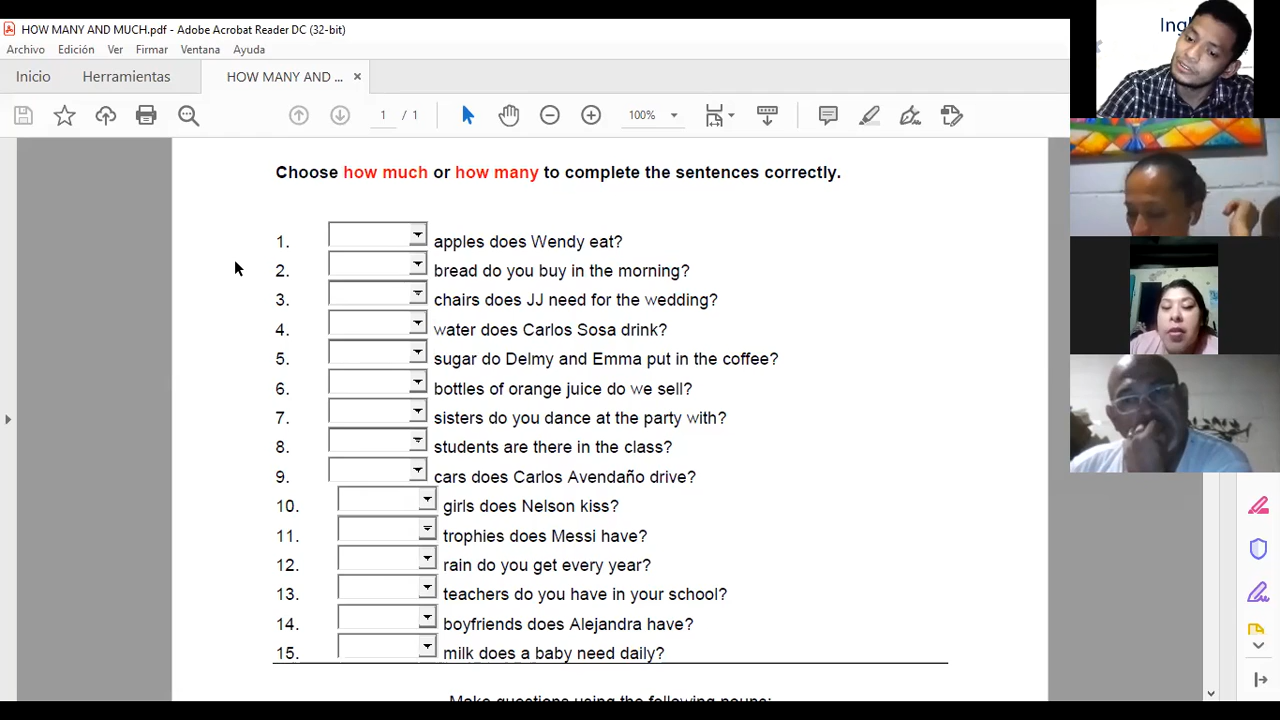 HOW MANY AND MUCH.pdf - Adobe Acrobat Reader DC (32-bit)
Archivo Edición Ver Firmar Ventana Ayuda
Inicio Herramientas HOW MANY AND ... ×
1 / 1 100%
Choose how much or how many to complete the sentences correctly.
1. apples does Wendy eat?
2. bread do you buy in the morning?
3. chairs does JJ need for the wedding?
4. water does Carlos Sosa drink?
5. sugar do Delmy and Emma put in the coffee?
6. bottles of orange juice do we sell?
7. sisters do you dance at the party with?
8. students are there in the class?
9. cars does Carlos Avendaño drive?
10. girls does Nelson kiss?
11. trophies does Messi have?
12. rain do you get every year?
13. teachers do you have in your school?
14. boyfriends does Alejandra have?
15. milk does a baby need daily?
Make questions using the following nouns: